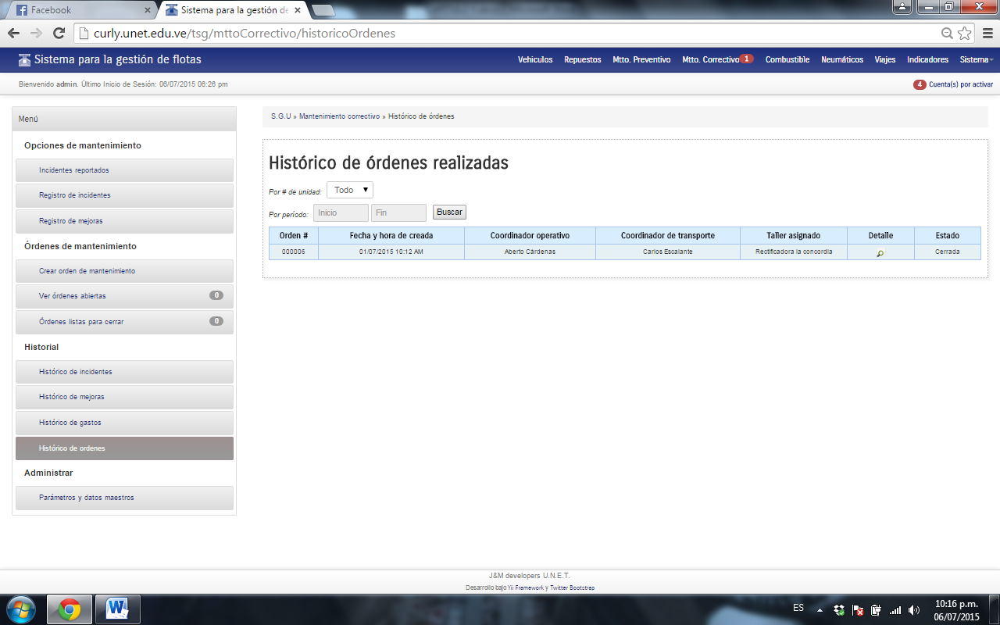 Facebook
Sistema para la gestión de
curly.unet.edu.ve/tsg/mttoCorrectivo/historicoOrdenes
Sistema para la gestión de flotas
Vehiculos Repuestos Mtto. Preventivo Mtto. Correctivo 1 Combustible Neumáticos Viajes Indicadores Sistema
Bienvenido admin. Último Inicio de Sesión: 06/07/2015 06:26 pm
4 Cuenta(s) por activar
Menú
Opciones de mantenimiento
Incidentes reportados
Registro de incidentes
Registro de mejoras
Órdenes de mantenimiento
Crear orden de mantenimiento
Ver órdenes abiertas 0
Órdenes listas para cerrar 0
Historial
Histórico de incidentes
Histórico de mejoras
Histórico de gastos
Histórico de ordenes
Administrar
Parámetros y datos maestros
S.G.U » Mantenimiento correctivo » Histórico de órdenes
Histórico de órdenes realizadas
Por # de unidad: Todo
Por período: Inicio Fin Buscar
Orden # Fecha y hora de creada Coordinador operativo Coordinador de transporte Taller asignado Detalle Estado
000006 01/07/2015 10:12 AM Aberto Cárdenas Carlos Escalante Rectificadora la concordia Cerrada
J&M developers U.N.E.T.
Desarrollo bajo Yii Framework y Twitter Bootstrap
ES
10:16 p.m.
06/07/2015